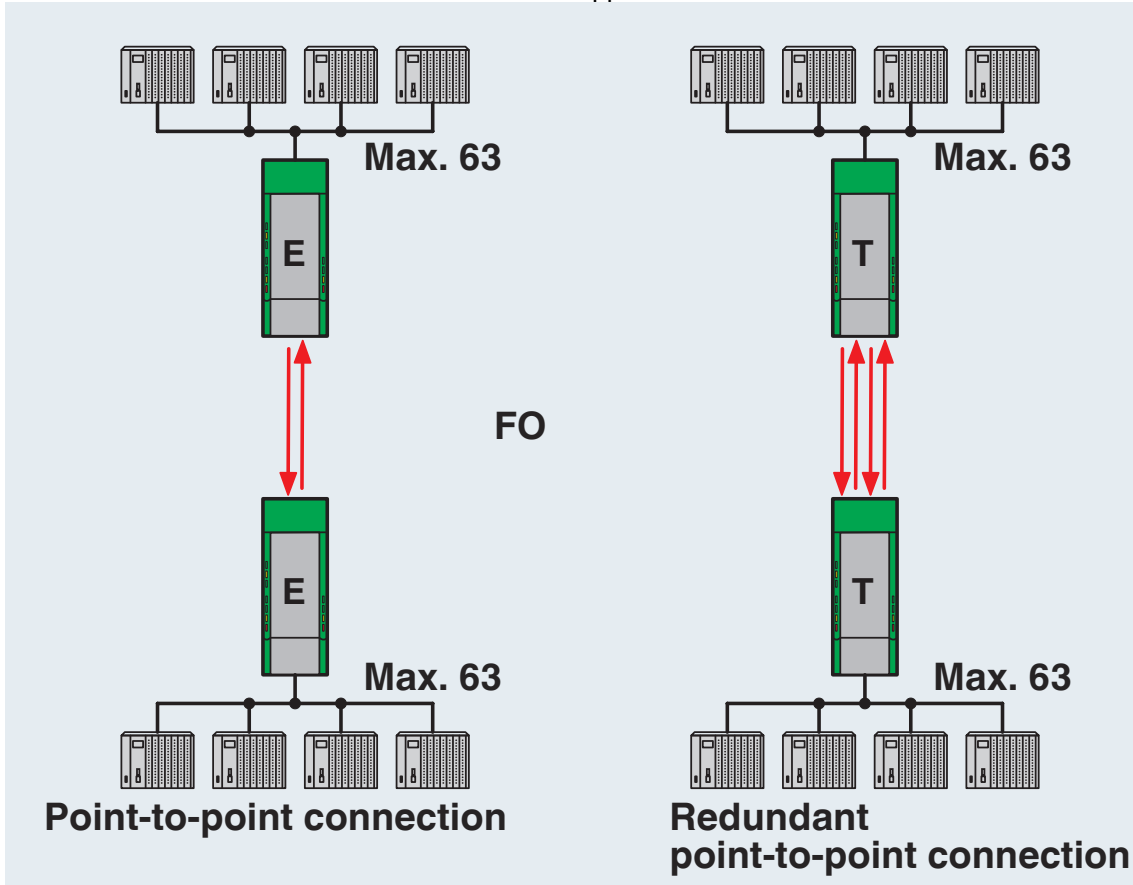 Max. 63
Max. 63
E
T
FO
E
T
Max. 63
Max. 63
Point-to-point connection
Redundant
point-to-point connection